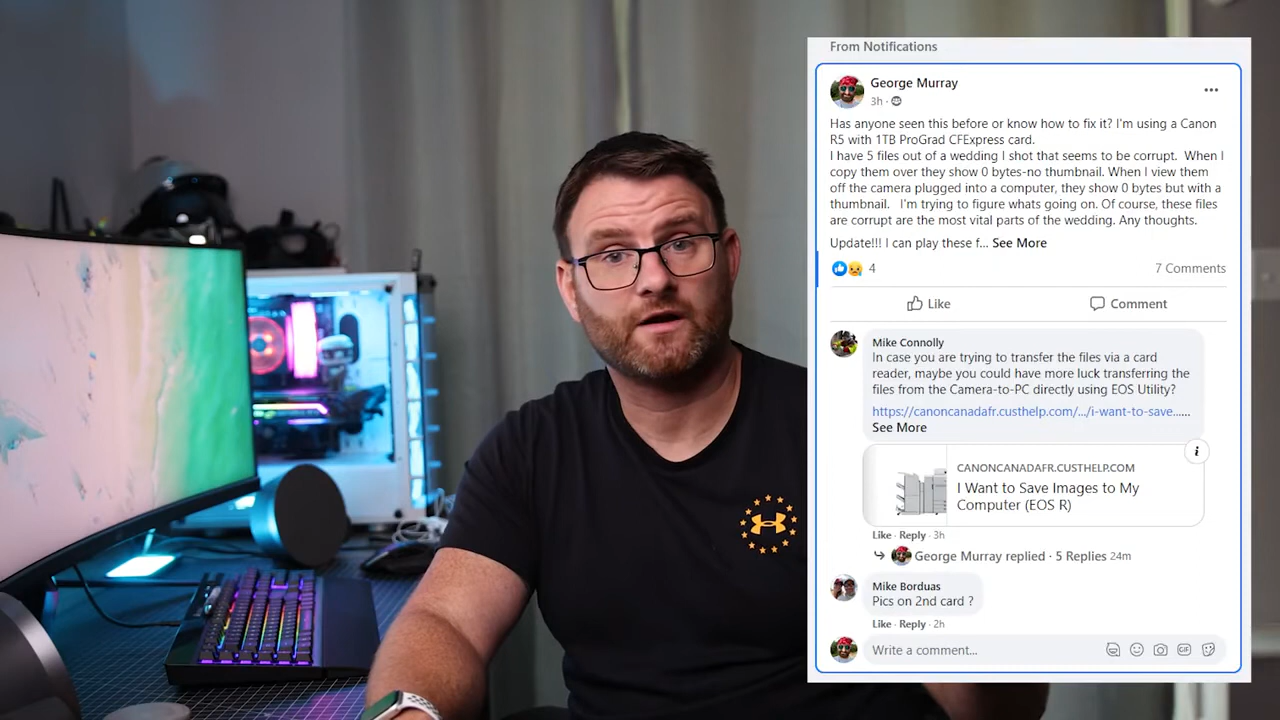 From Notifications
George Murray
3h ·
Has anyone seen this before or know how to fix it? I'm using a Canon
R5 with 1TB ProGrad CFExpress card.
I have 5 files out of a wedding I shot that seems to be corrupt. When I
copy them over they show 0 bytes-no thumbnail. When I view them
off the camera plugged into a computer, they show 0 bytes but with a
thumbnail. I'm trying to figure whats going on. Of course, these files
are corrupt are the most vital parts of the wedding. Any thoughts.
Update!!! I can play these f... See More
4
7 Comments
Like
Comment
Mike Connolly
In case you are trying to transfer the files via a card
reader, maybe you could have more luck transferring the
files from the Camera-to-PC directly using EOS Utility?
https://canoncanadafr.custhelp.com/.../i-want-to-save......
See More
CANONCANADAFR.CUSTHELP.COM
I Want to Save Images to My
Computer (EOS R)
Like · Reply · 3h
George Murray replied · 5 Replies 24m
Mike Borduas
Pics on 2nd card ?
Like · Reply · 2h
Write a comment...
GIF